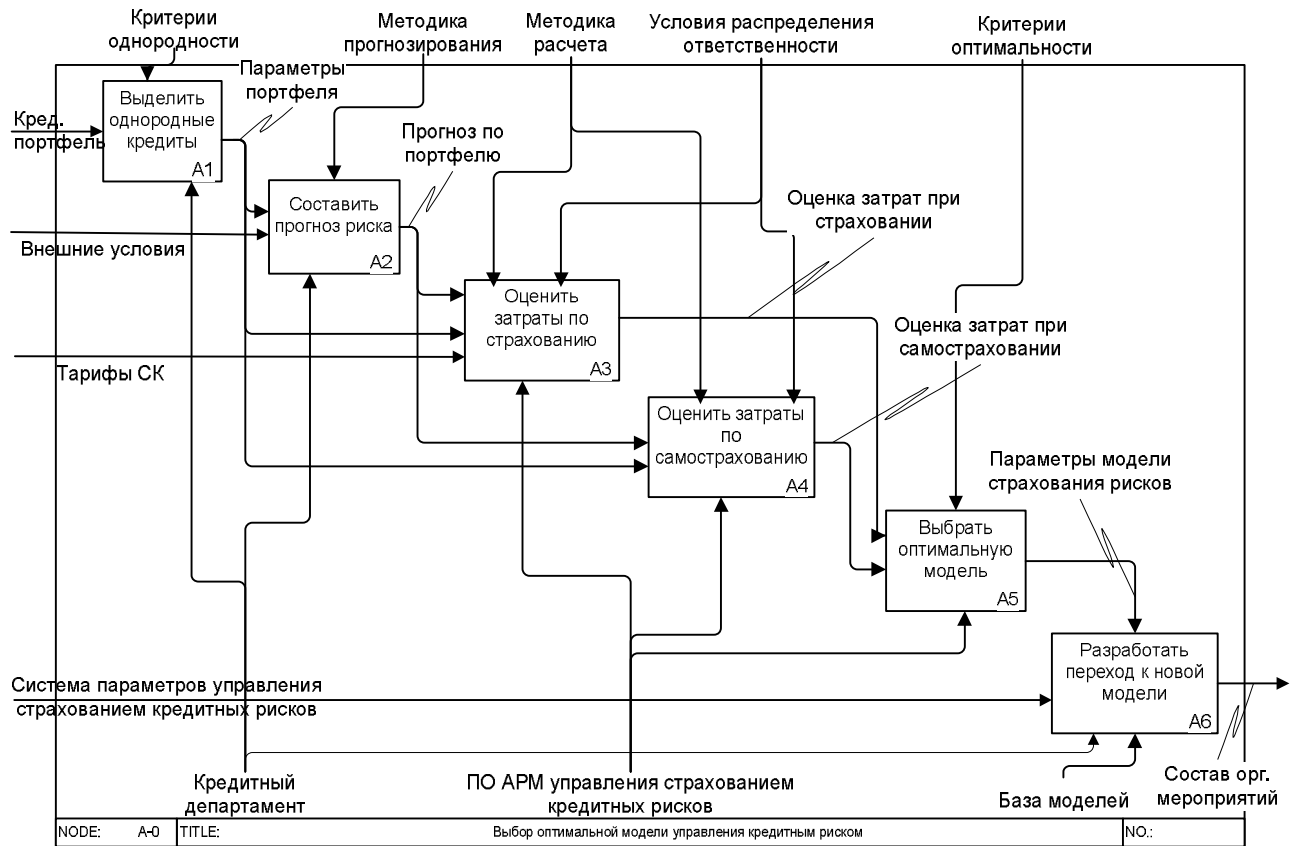 Критерии
однородности
Методика
прогнозирования
Методика
расчета
Условия распределения
ответственности
Критерии
оптимальности
Параметры
портфеля
Кред.
портфель
Выделить
однородные
кредиты
A1
Прогноз по
портфелю
Внешние условия
Составить
прогноз риска
A2
Оценка затрат при
страховании
Тарифы СК
Оценить
затраты по
страхованию
A3
Оценка затрат при
самостраховании
Оценить затраты
по
самострахованию
A4
Параметры модели
страхования рисков
Выбрать
оптимальную
модель
A5
Система параметров управления
страхованием кредитных рисков
Разработать
переход к новой
модели
A6
Кредитный
департамент
ПО АРМ управления страхованием
кредитных рисков
База моделей
Состав орг.
мероприятий
NODE: A-0 TITLE: Выбор оптимальной модели управления кредитным риском NO.: